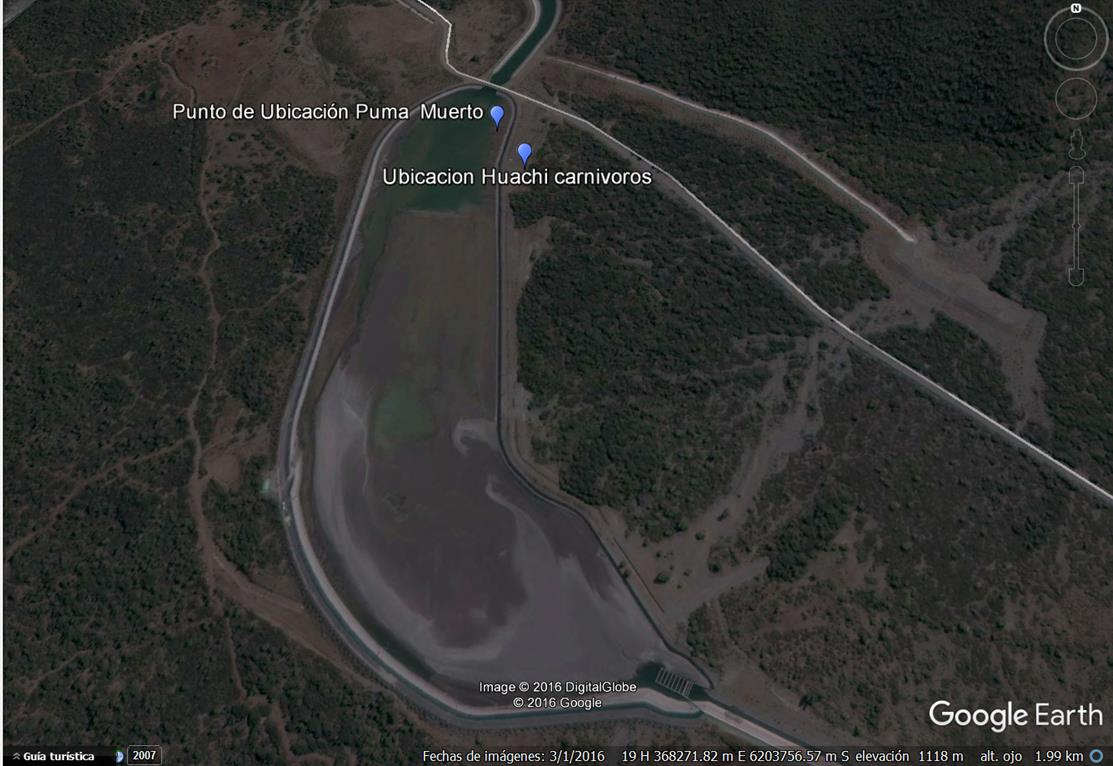 N
Punto de Ubicación Puma Muerto
Ubicacion Huachi carnivoros
Image © 2016 DigitalGlobe
© 2016 Google
Google Earth
Guía turística 2007 Fechas de imágenes: 3/1/2016 19 H 368271.82 m E 6203756.57 m S elevación 1118 m alt. ojo 1.99 km